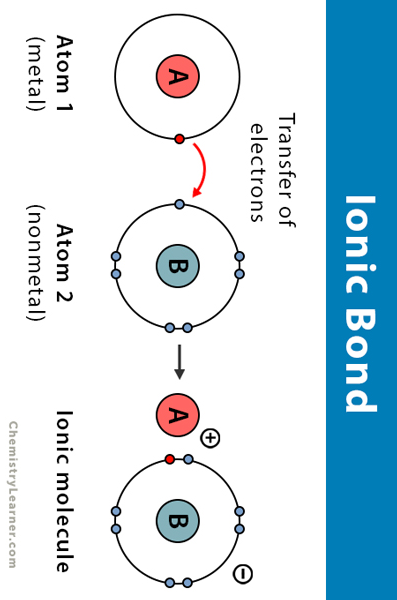 Ionic Bond
Transfer of
electrons
A
B
A
+
B
−
Atom 1
(metal)
Atom 2
(nonmetal)
Ionic molecule
ChemistryLearner.com